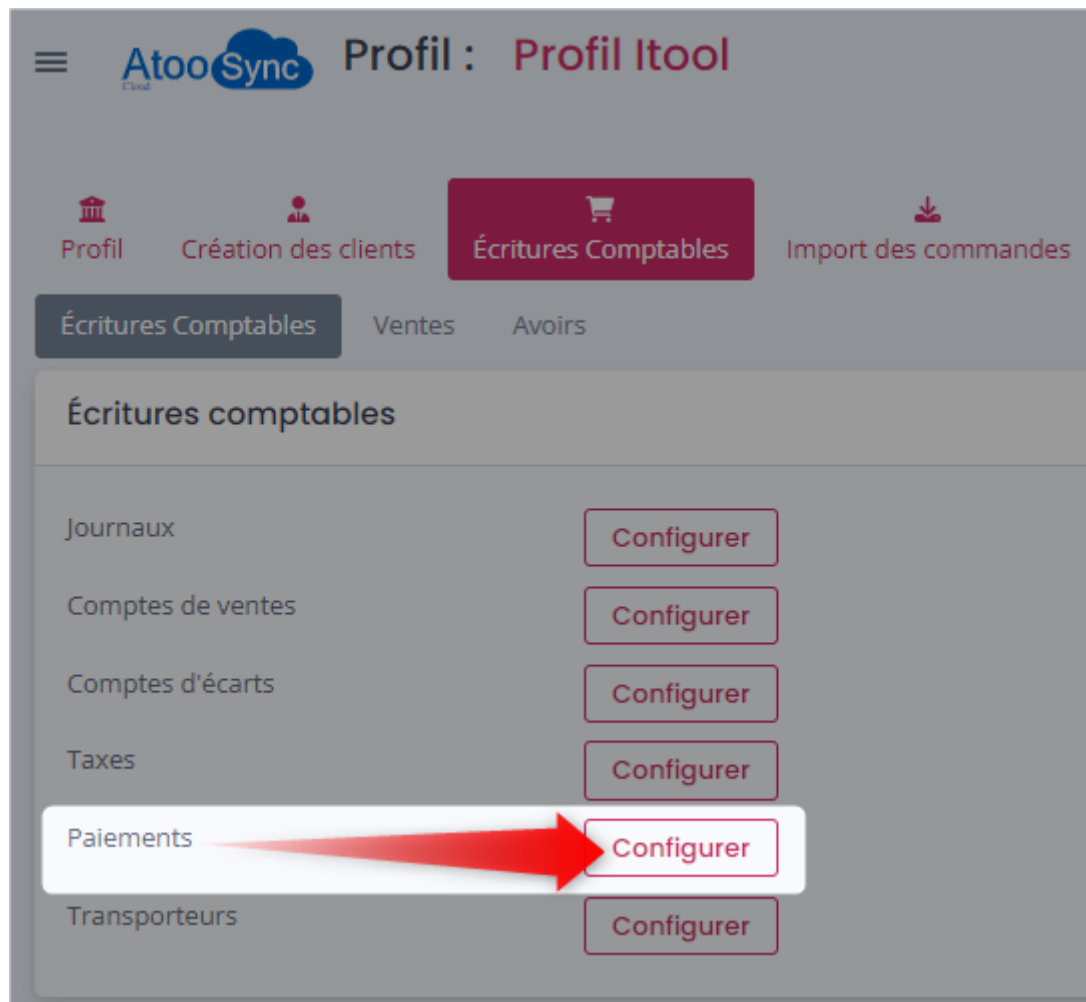 AtooSync
Cloud
Profil : Profil Itool
Profil
Création des clients
Écritures Comptables
Import des commandes
Écritures Comptables
Ventes
Avoirs
Écritures comptables
Journaux Configurer
Comptes de ventes Configurer
Comptes d'écarts Configurer
Taxes Configurer
Paiements Configurer
Transporteurs Configurer